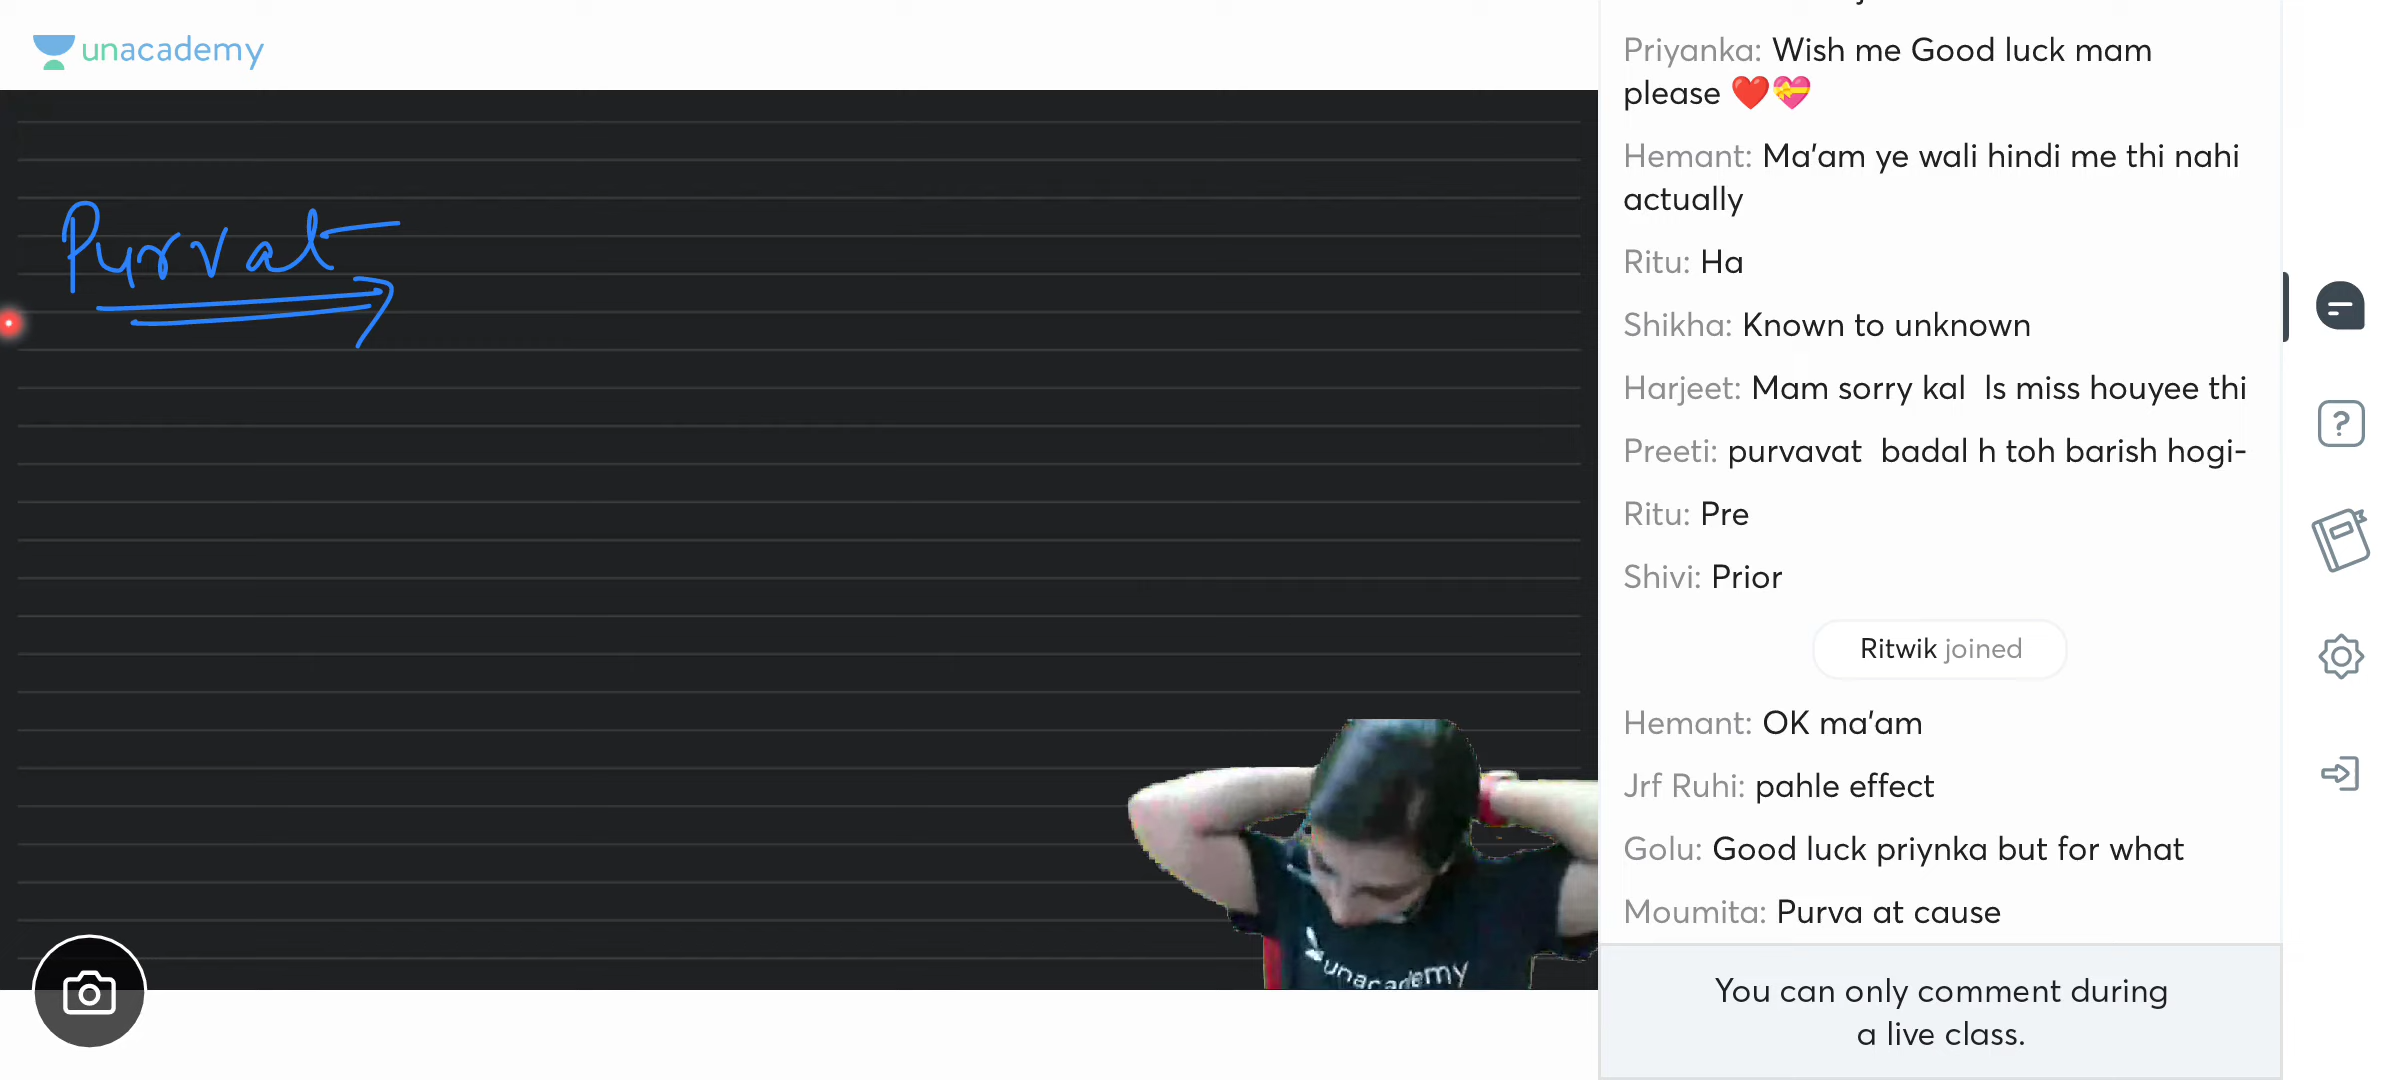 unacademy
Purvat
unacademy
Priyanka: Wish me Good luck mam
please ❤️💝
Hemant: Ma'am ye wali hindi me thi nahi
actually
Ritu: Ha
Shikha: Known to unknown
Harjeet: Mam sorry kal ls miss houyee thi
Preeti: purvavat badal h toh barish hogi-
Ritu: Pre
Shivi: Prior
Ritwik joined
Hemant: OK ma'am
Jrf Ruhi: pahle effect
Golu: Good luck priynka but for what
Moumita: Purva at cause
You can only comment during
a live class.